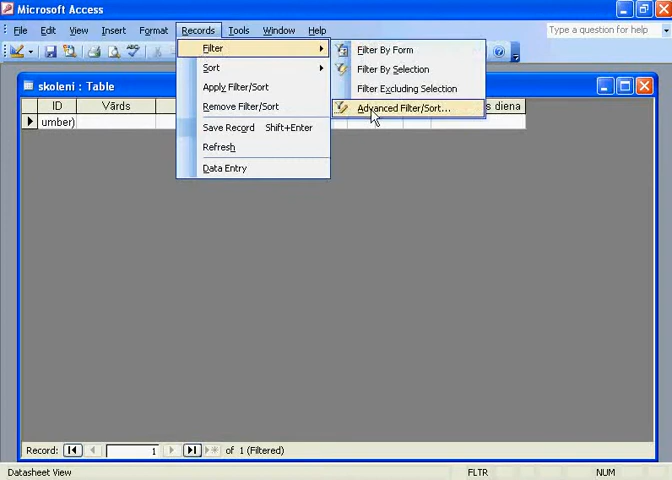 Microsoft Access
File Edit View Insert Format Records Tools Window Help
Type a question for help
Filter
Sort
Apply Filter/Sort
Remove Filter/Sort
Save Record Shift+Enter
Refresh
Data Entry
Filter By Form
Filter By Selection
Filter Excluding Selection
Advanced Filter/Sort...
skoleni : Table
ID Vārds s diena
umber)
Record: 1 of 1 (Filtered)
Datasheet View FLTR NUM